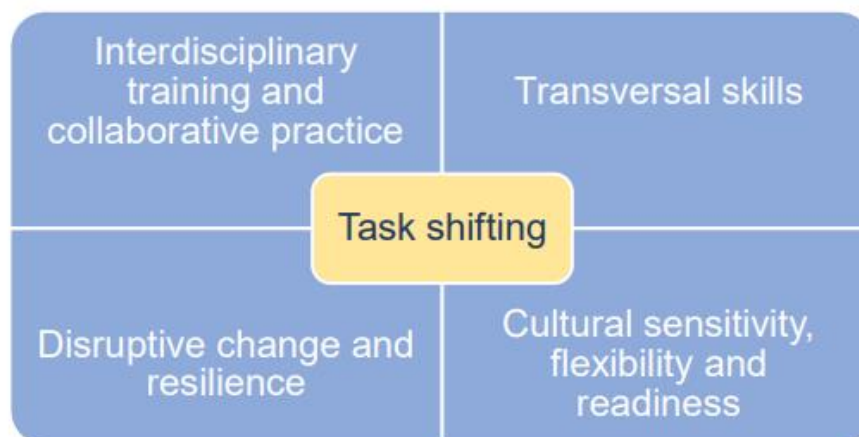 Interdisciplinary
training and
collaborative practice
Transversal skills
Task shifting
Disruptive change and
resilience
Cultural sensitivity,
flexibility and
readiness